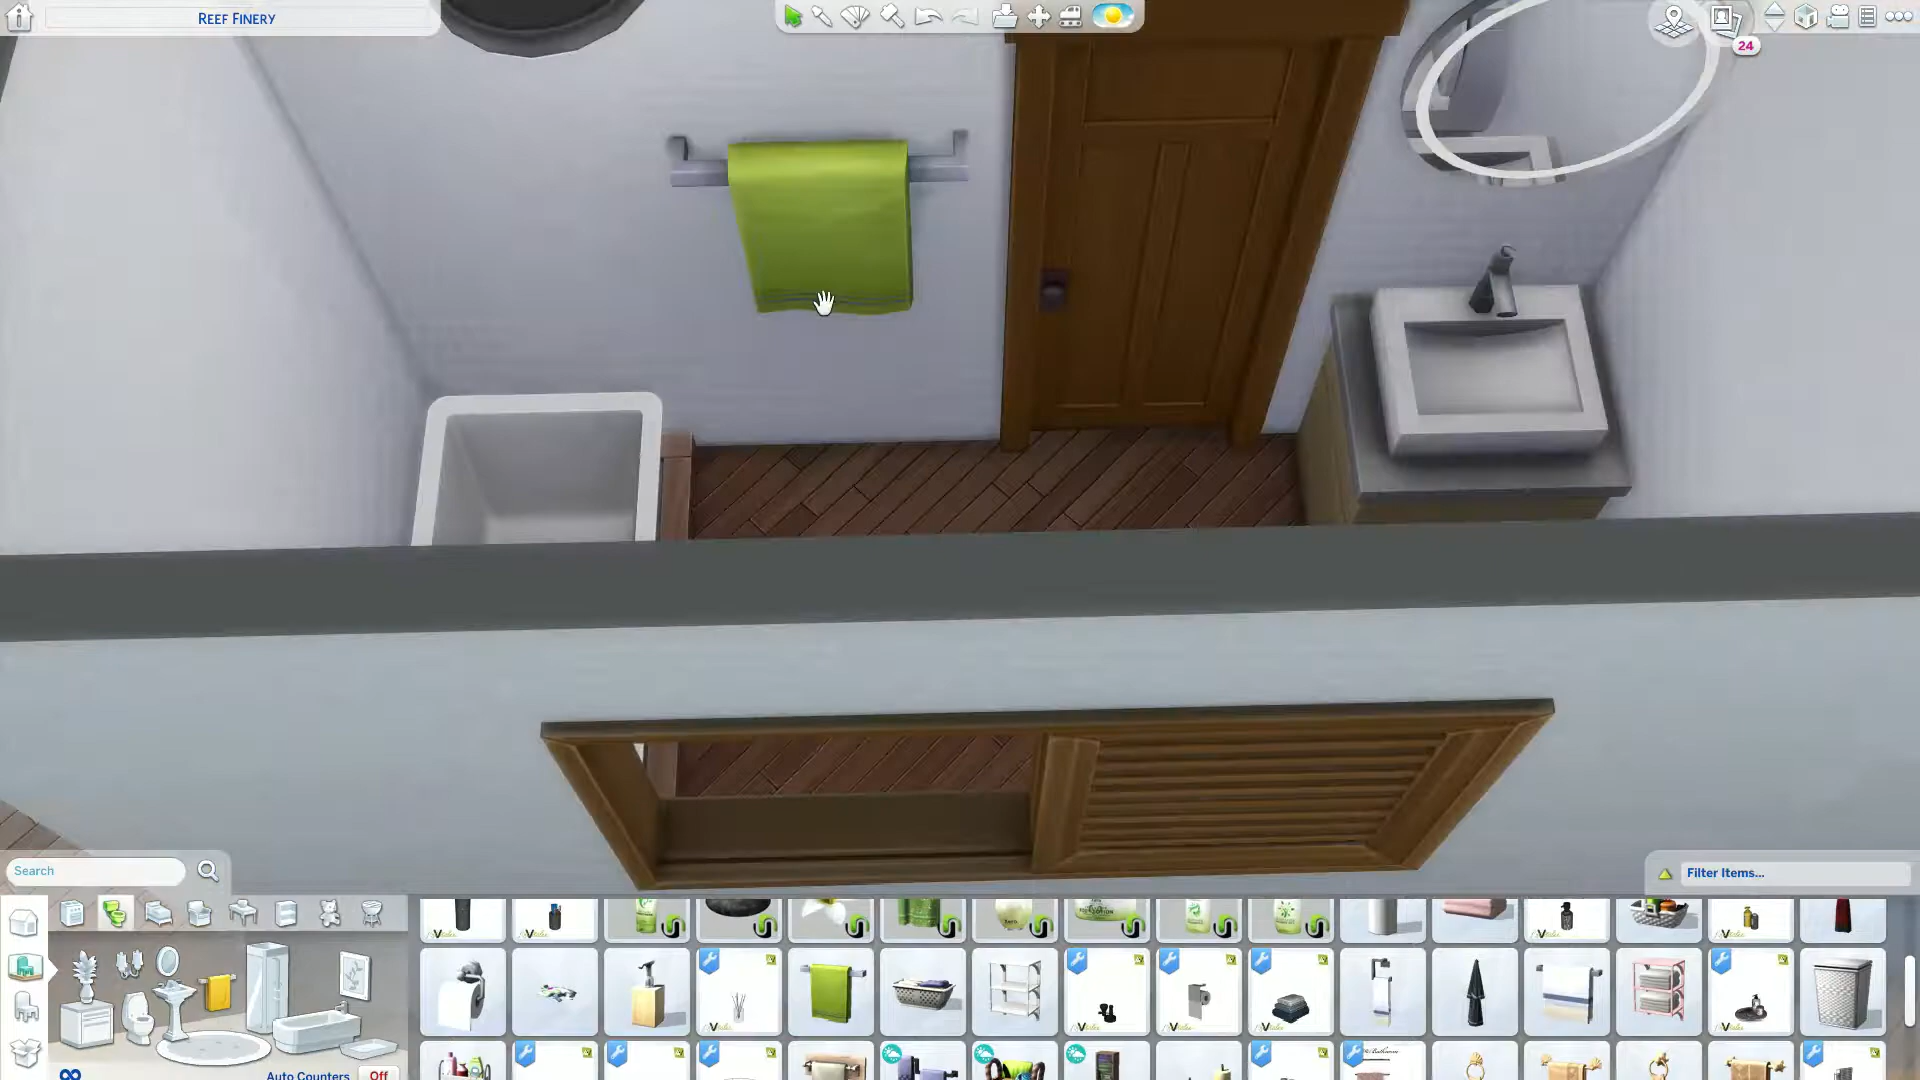 REEF FINERY
24
Search
Filter Items...
Auto Counters
Off